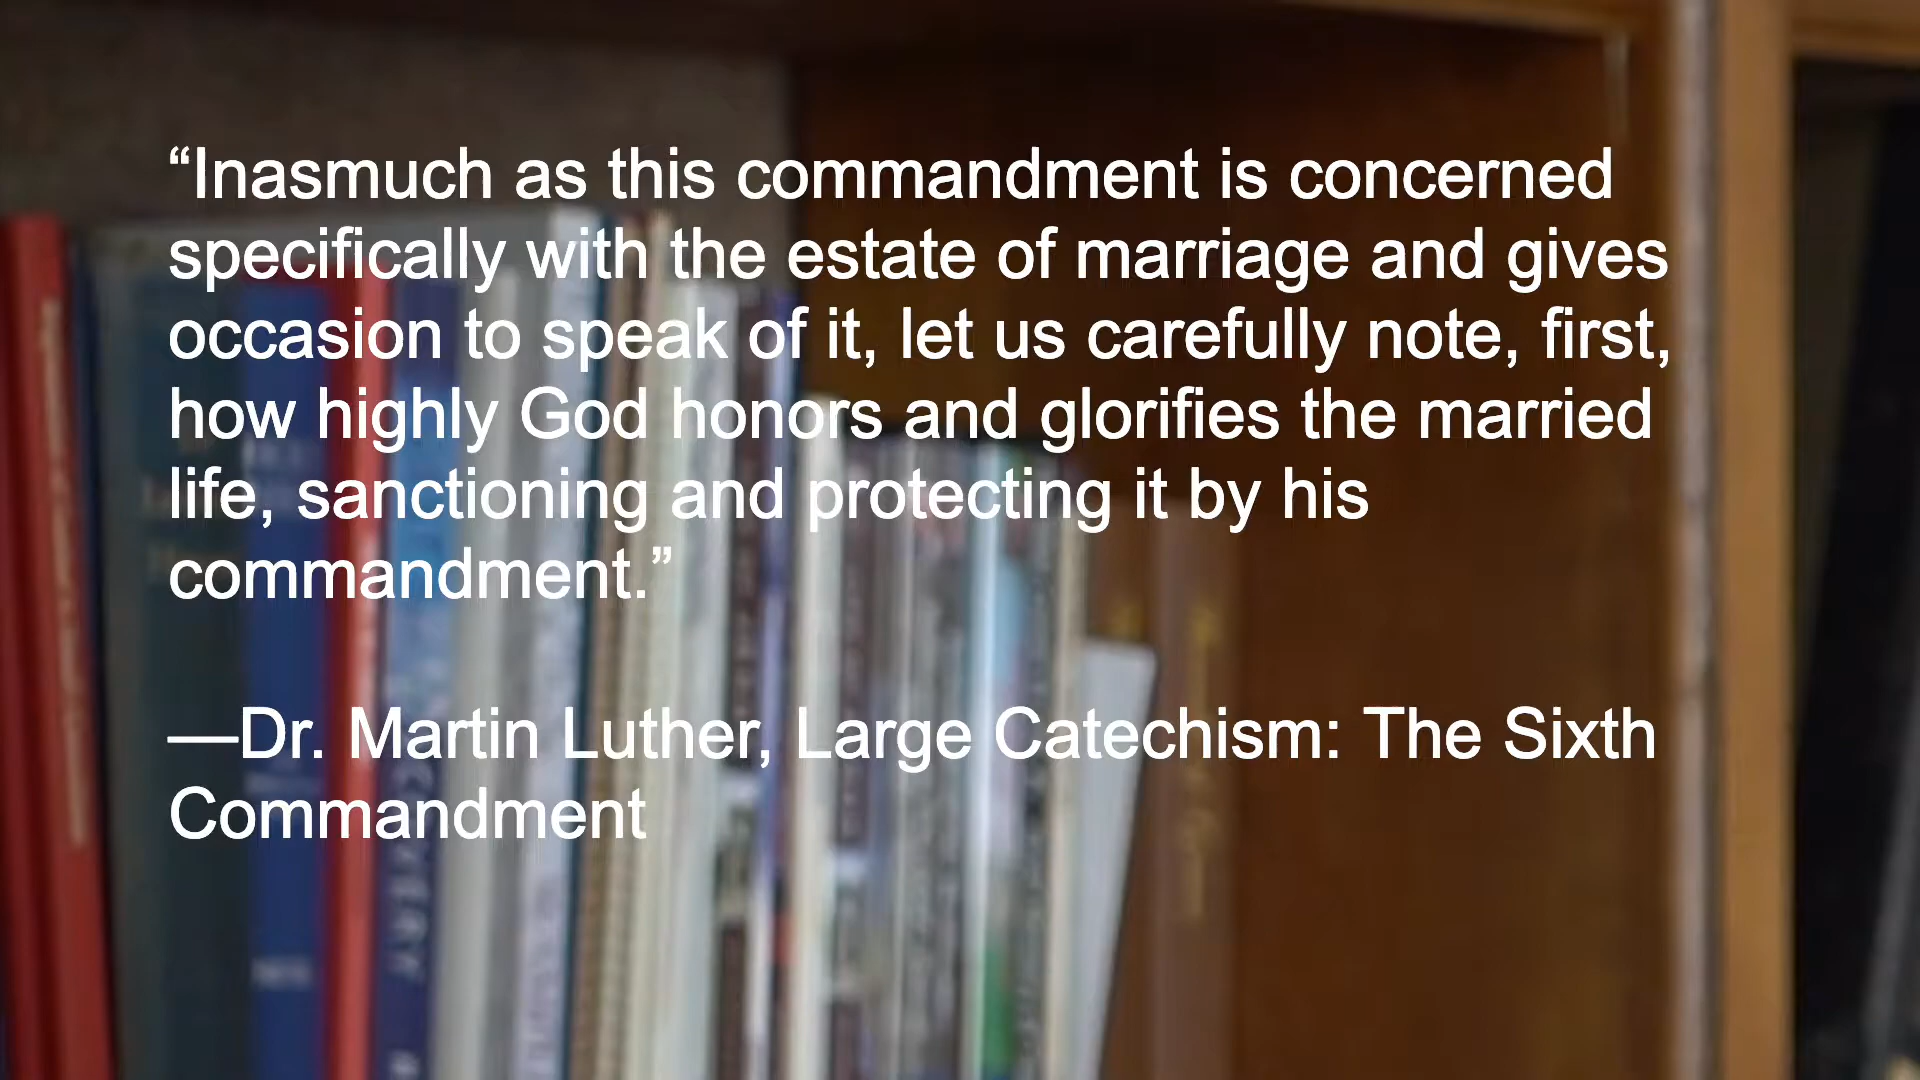 “Inasmuch as this commandment is concerned
specifically with the estate of marriage and gives
occasion to speak of it, let us carefully note, first,
how highly God honors and glorifies the married
life, sanctioning and protecting it by his
commandment.”
—Dr. Martin Luther, Large Catechism: The Sixth
Commandment